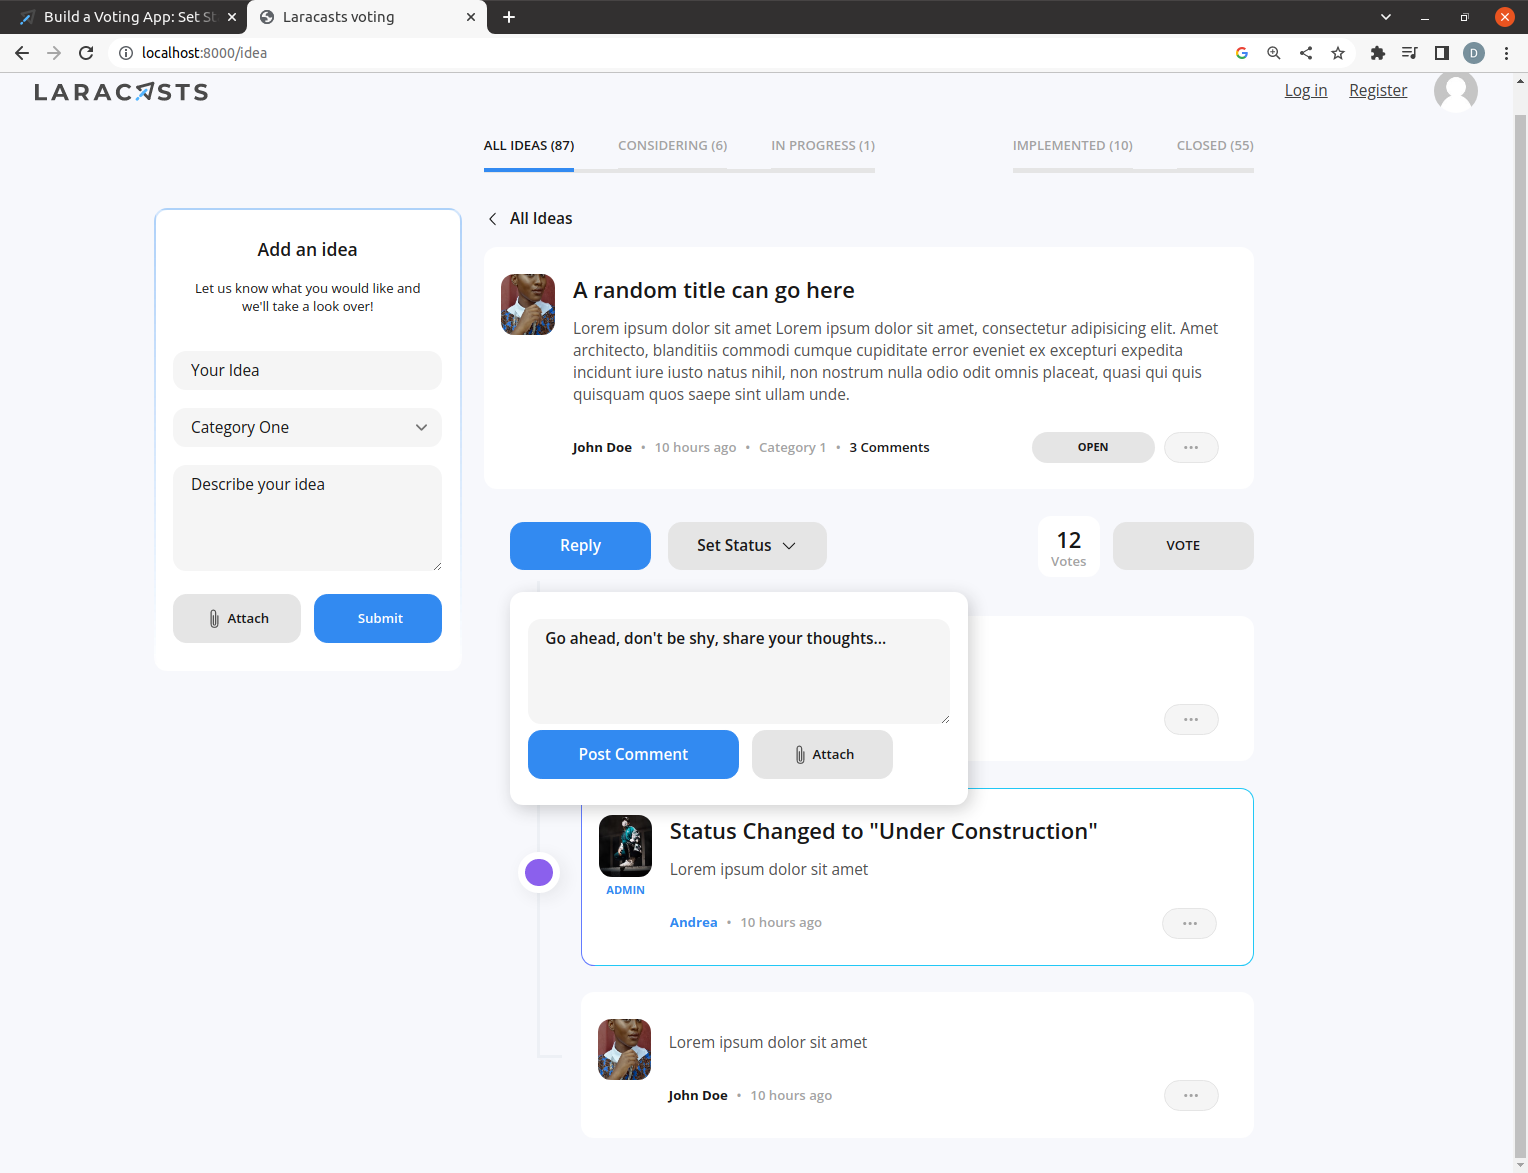 Build a Voting App: Set St
Laracasts voting
localhost:8000/idea
D
LARACASTS
Log in
Register
ALL IDEAS (87)
CONSIDERING (6)
IN PROGRESS (1)
IMPLEMENTED (10)
CLOSED (55)
Add an idea
Let us know what you would like and
we'll take a look over!
Your Idea
Category One
Describe your idea
Attach
Submit
All Ideas
A random title can go here
Lorem ipsum dolor sit amet Lorem ipsum dolor sit amet, consectetur adipisicing elit. Amet
architecto, blanditiis commodi cumque cupiditate error eveniet ex excepturi expedita
incidunt iure iusto natus nihil, non nostrum nulla odio odit omnis placeat, quasi qui quis
quisquam quos saepe sint ullam unde.
John Doe • 10 hours ago • Category 1 • 3 Comments
OPEN
Reply
Set Status
12
Votes
VOTE
Go ahead, don't be shy, share your thoughts...
Post Comment
Attach
Status Changed to "Under Construction"
Lorem ipsum dolor sit amet
ADMIN
Andrea • 10 hours ago
Lorem ipsum dolor sit amet
John Doe • 10 hours ago